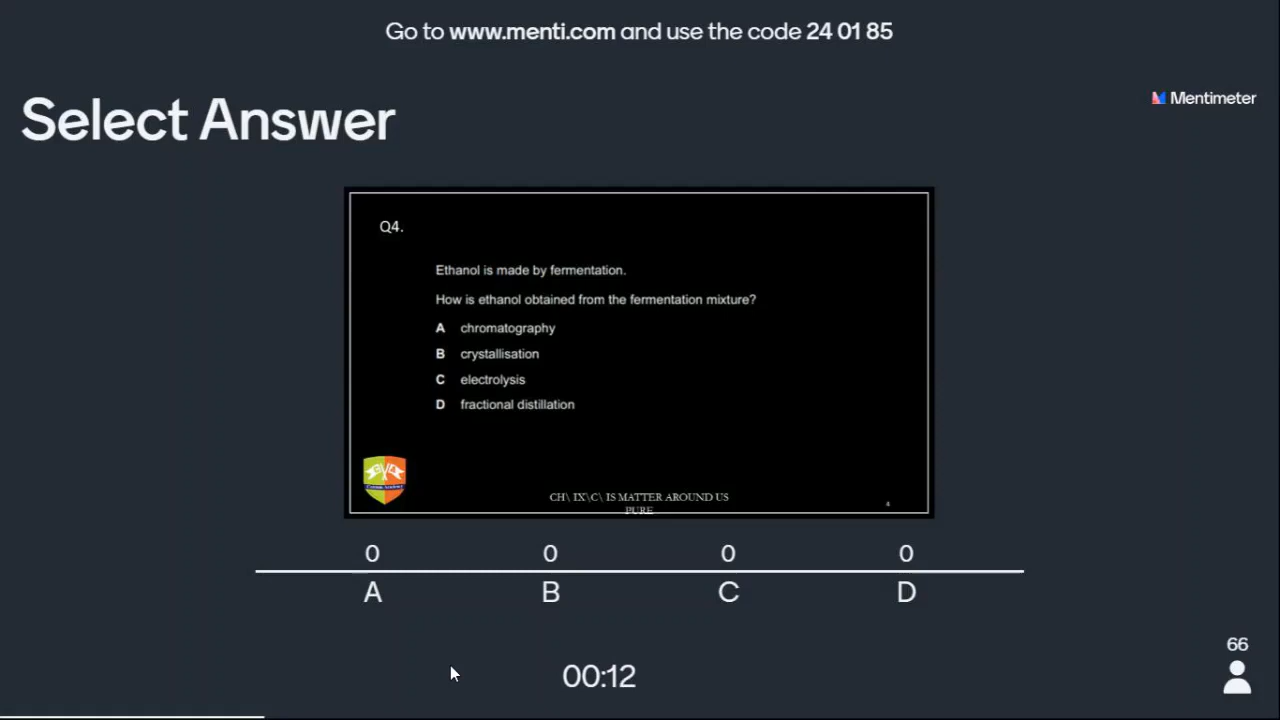 Go to www.menti.com and use the code 24 01 85
Mentimeter
Select Answer
Q4.
Ethanol is made by fermentation.
How is ethanol obtained from the fermentation mixture?
A chromatography
B crystallisation
C electrolysis
D fractional distillation
CH\ IX\C\ IS MATTER AROUND US
PURE
4
0 0 0 0
A B C D
66
00:12